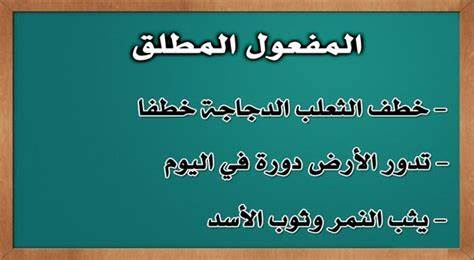 المفعول المطلق
- خطف الثعلب الدجاجة خطفا
- تدور الأرض دورة في اليوم
- يثب النمر وثوب الأسد